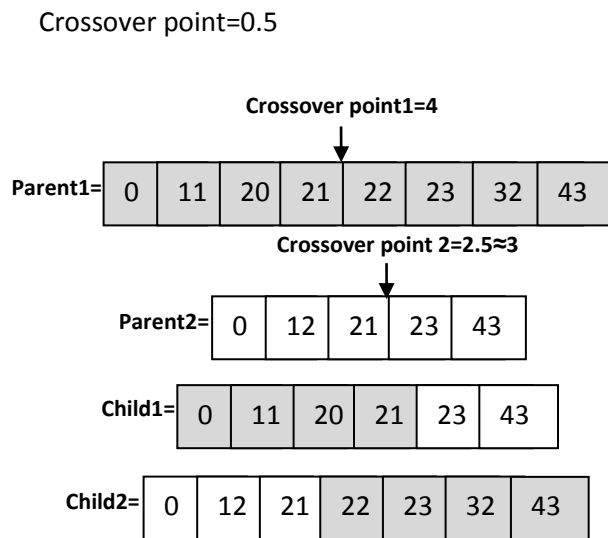 Crossover point=0.5
Crossover point1=4
Parent1= 0 11 20 21 22 23 32 43
Crossover point 2=2.5≈3
Parent2= 0 12 21 23 43
Child1= 0 11 20 21 23 43
Child2= 0 12 21 22 23 32 43